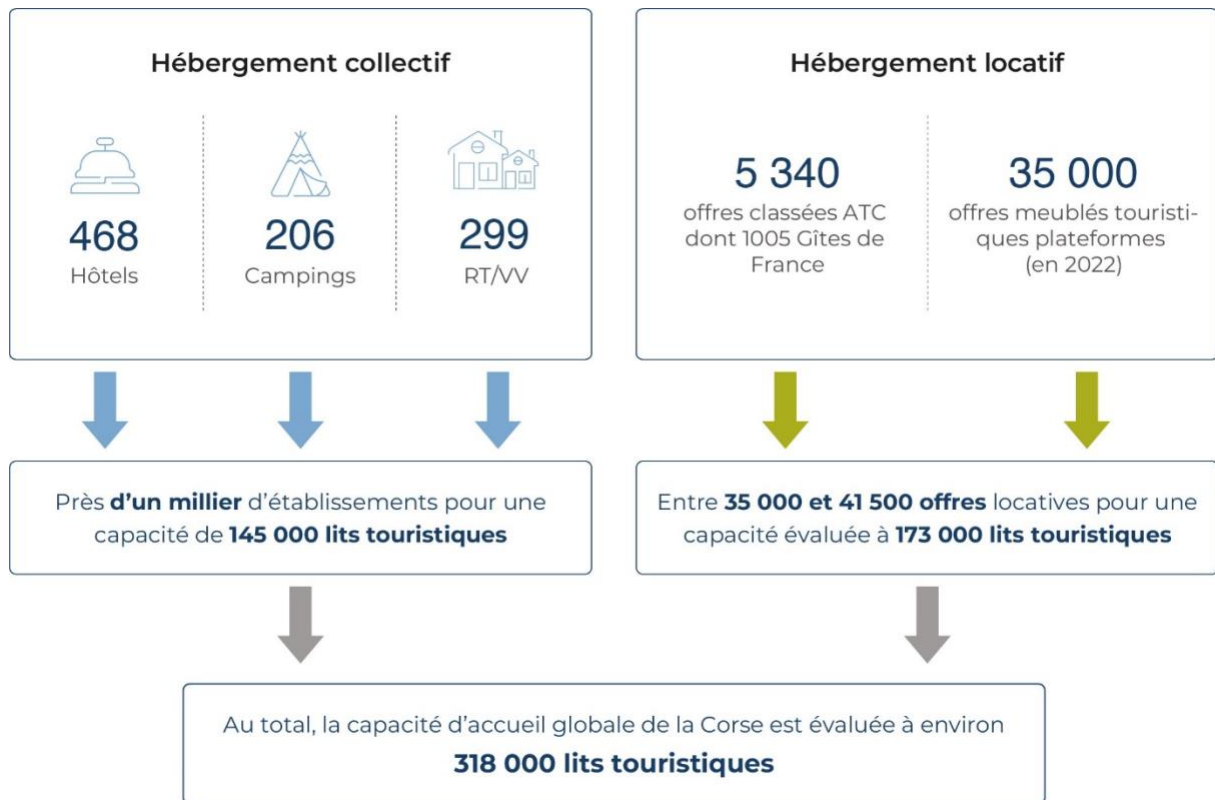 Hébergement collectif
468
Hôtels
206
Campings
299
RT/VV
Hébergement locatif
5 340
offres classées ATC
dont 1005 Gîtes de
France
35 000
offres meublés touristi-
ques plateformes
(en 2022)
Près d’un millier d’établissements pour une
capacité de 145 000 lits touristiques
Entre 35 000 et 41 500 offres locatives pour une
capacité évaluée à 173 000 lits touristiques
Au total, la capacité d’accueil globale de la Corse est évaluée à environ
318 000 lits touristiques